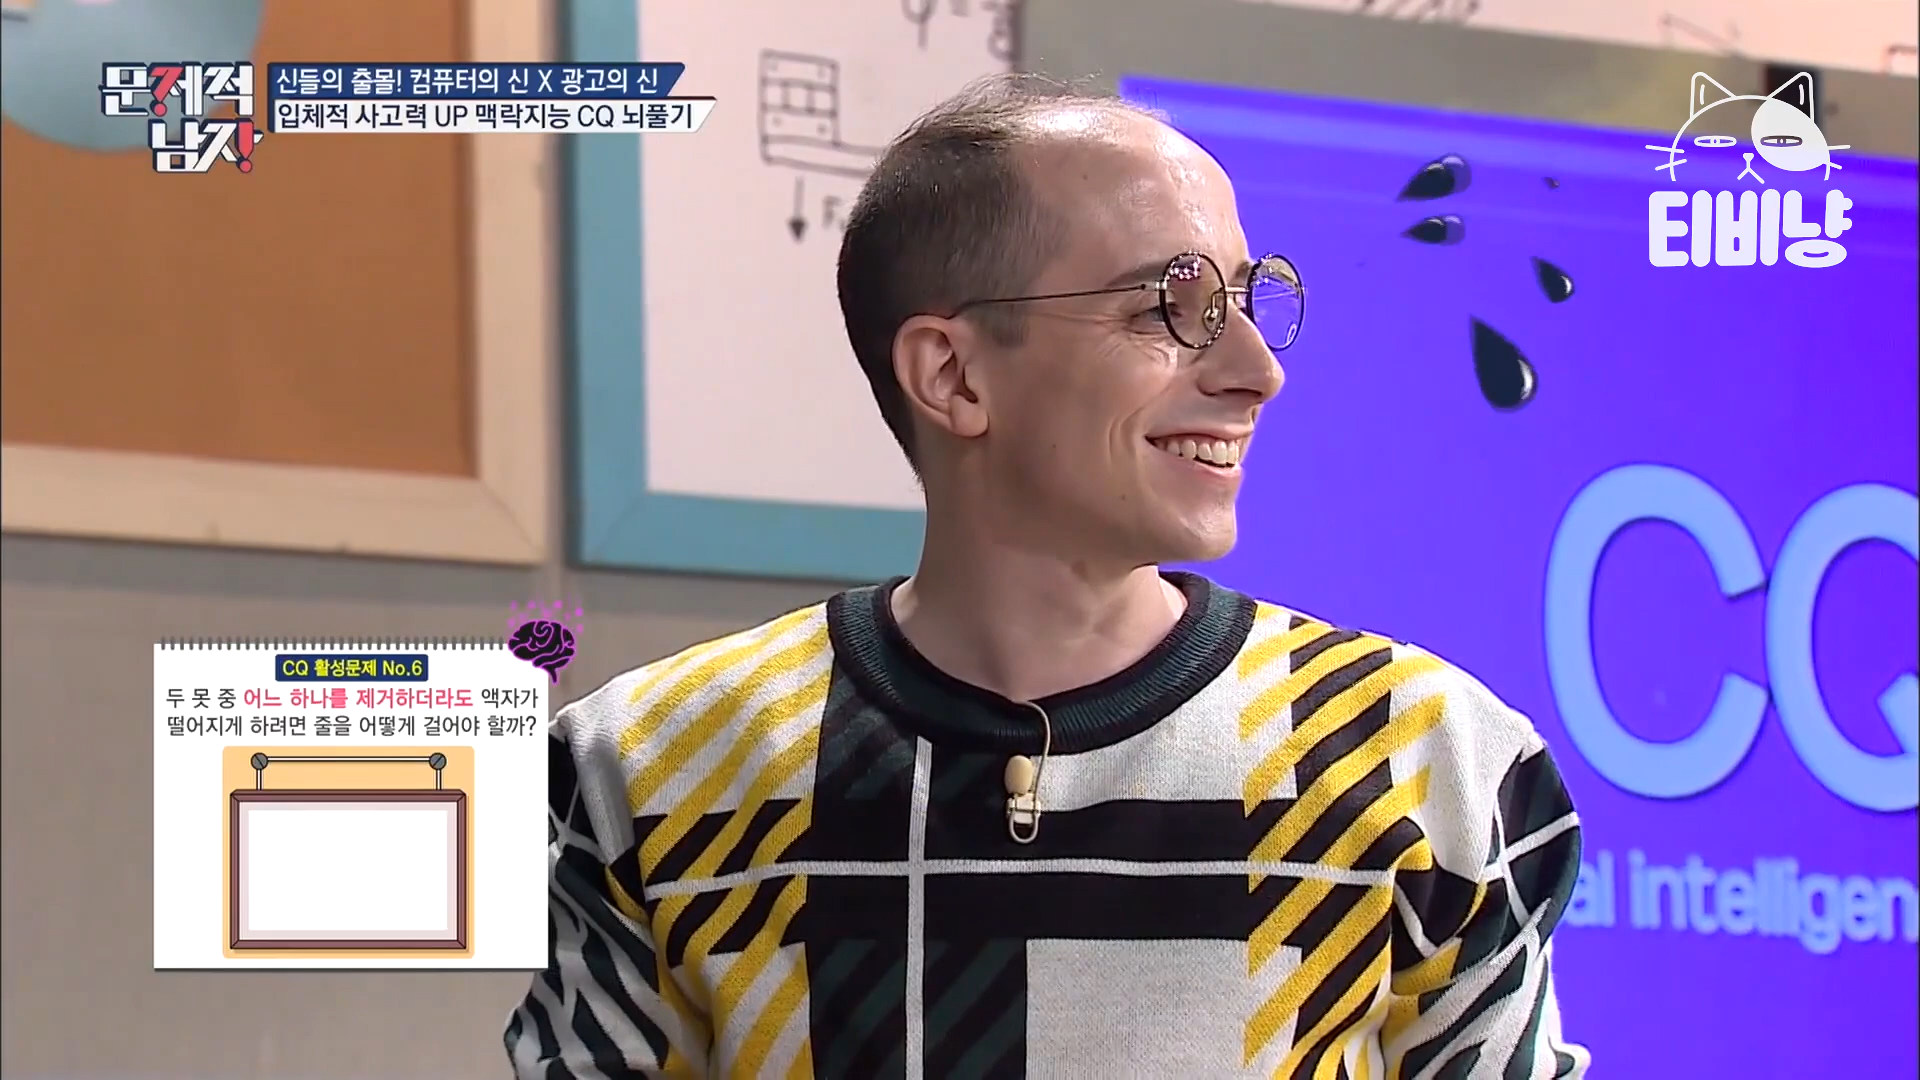 문제적
남자
신들의 출몰! 컴퓨터의 신 X 광고의 신
입체적 사고력 UP 맥락지능 CQ 뇌풀기
티비냥
CQ
al intelligen
CQ 활성문제 No.6
두 못 중 어느 하나를 제거하더라도 액자가
떨어지게 하려면 줄을 어떻게 걸어야 할까?